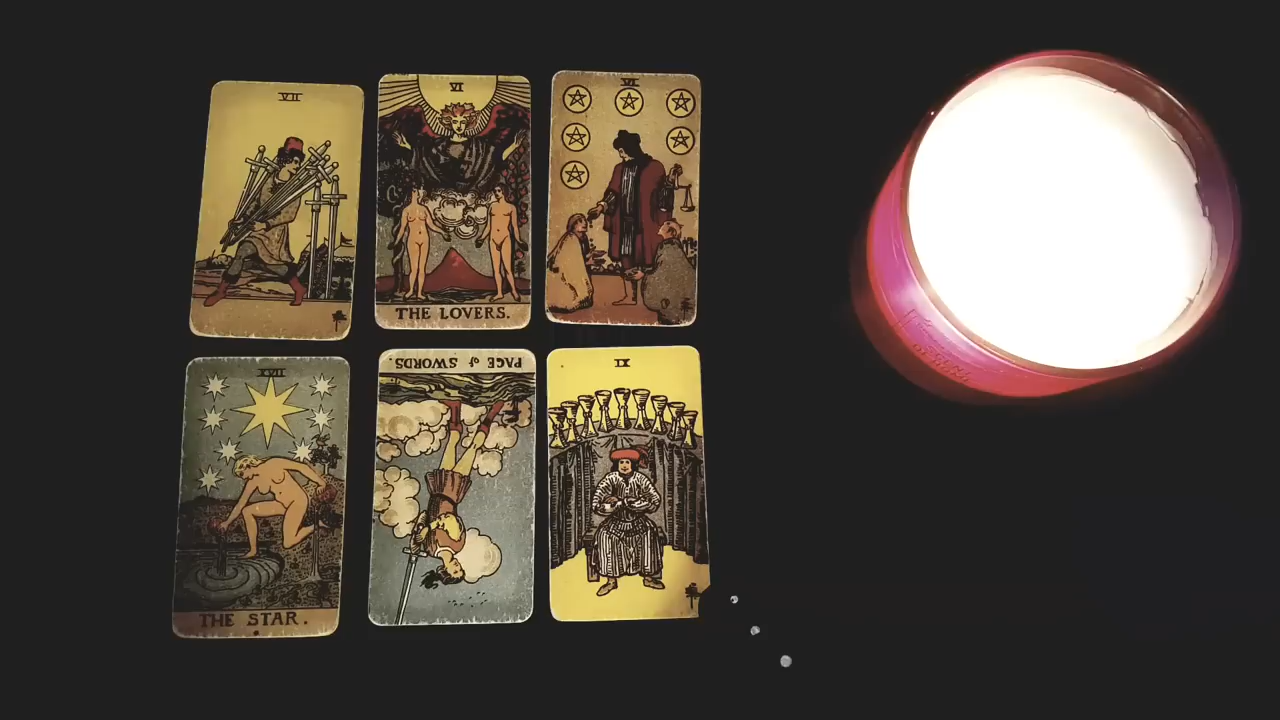 VII
VI
VI
THE LOVERS.
XVII
PAGE of SWORDS.
IX
THE STAR.